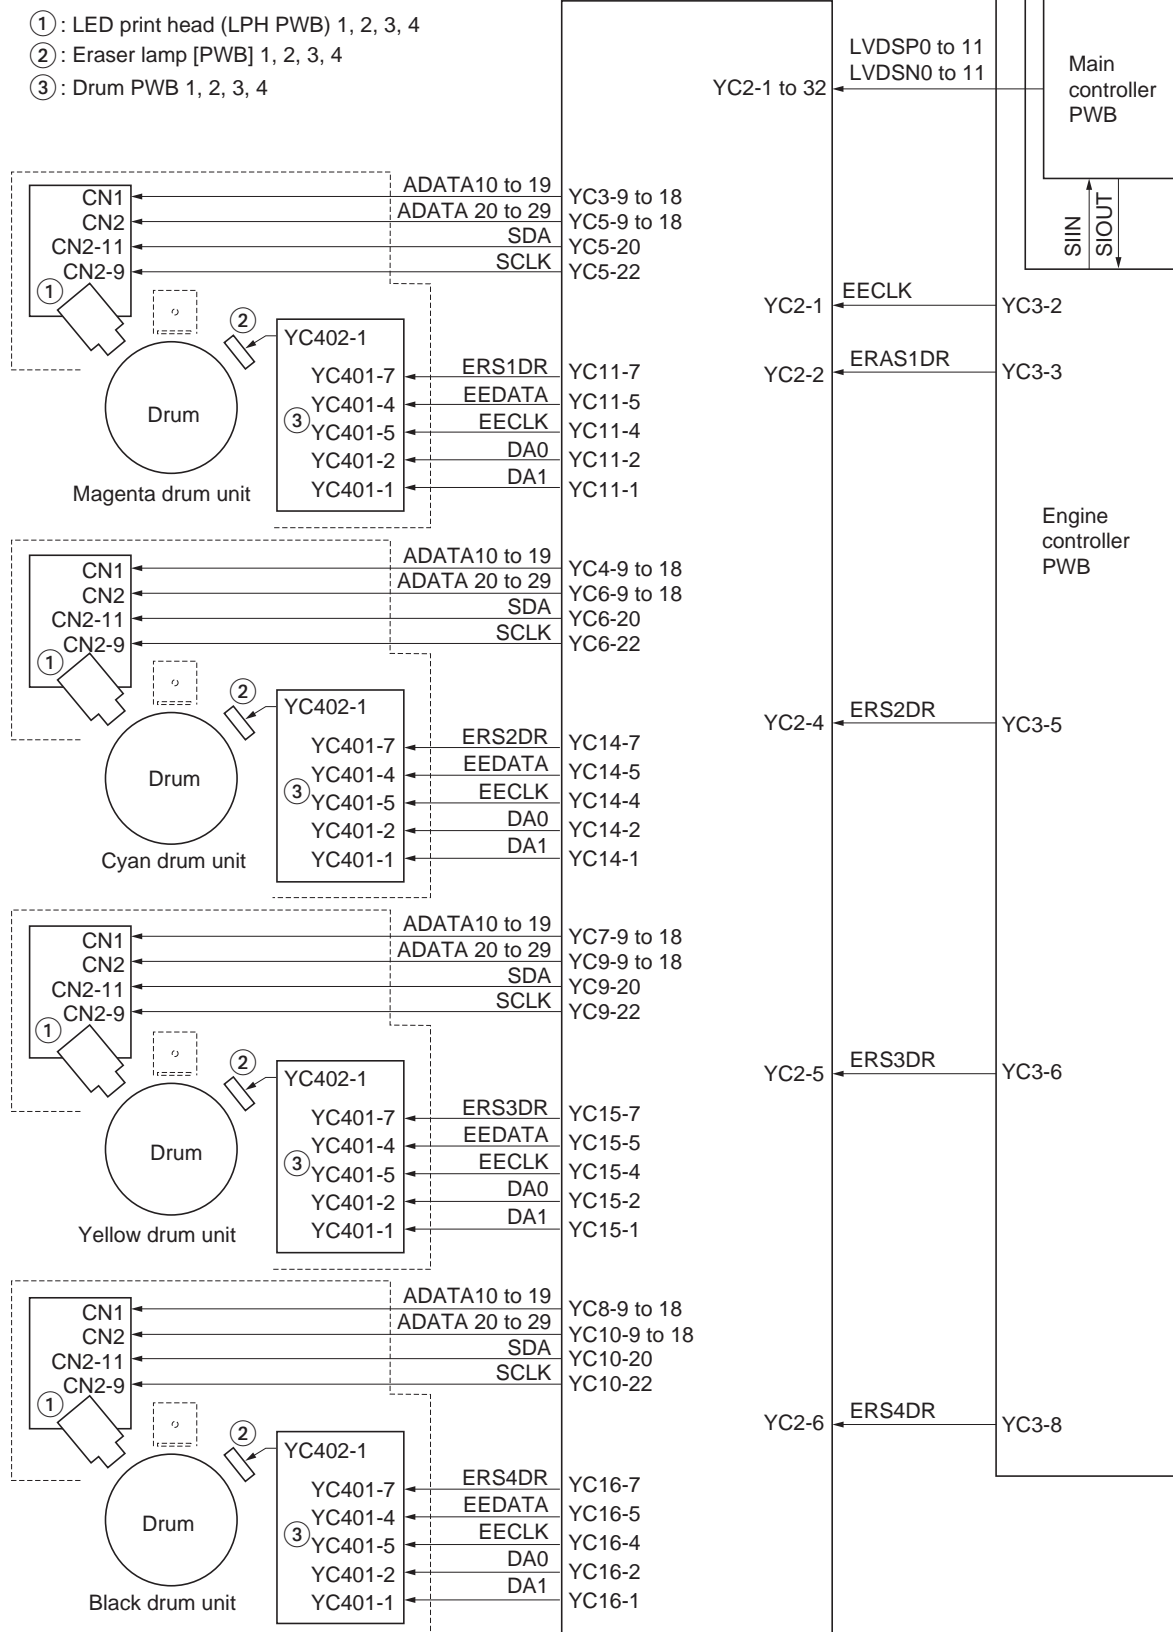 ① : LED print head (LPH PWB) 1, 2, 3, 4
② : Eraser lamp [PWB] 1, 2, 3, 4
③ : Drum PWB 1, 2, 3, 4
LVDSP0 to 11
LVDSN0 to 11
YC2-1 to 32
Main
controller
PWB
SIIN
SIOUT
ADATA10 to 19
CN1
YC3-9 to 18
ADATA 20 to 29
CN2
YC5-9 to 18
SDA
CN2-11
YC5-20
SCLK
CN2-9
YC5-22
①
②
YC402-1
ERS1DR
YC401-7
YC11-7
EEDATA
YC401-4
YC11-5
③
EECLK
YC401-5
YC11-4
DA0
YC401-2
YC11-2
DA1
YC401-1
YC11-1
Drum
Magenta drum unit
EECLK
YC2-1
YC3-2
ERAS1DR
YC2-2
YC3-3
Engine
controller
PWB
ADATA10 to 19
CN1
YC4-9 to 18
ADATA 20 to 29
CN2
YC6-9 to 18
SDA
CN2-11
YC6-20
SCLK
CN2-9
YC6-22
①
②
YC402-1
ERS2DR
YC401-7
YC14-7
EEDATA
YC401-4
YC14-5
③
EECLK
YC401-5
YC14-4
DA0
YC401-2
YC14-2
DA1
YC401-1
YC14-1
Drum
Cyan drum unit
ERS2DR
YC2-4
YC3-5
ADATA10 to 19
CN1
YC7-9 to 18
ADATA 20 to 29
CN2
YC9-9 to 18
SDA
CN2-11
YC9-20
SCLK
CN2-9
YC9-22
①
②
YC402-1
ERS3DR
YC401-7
YC15-7
EEDATA
YC401-4
YC15-5
③
EECLK
YC401-5
YC15-4
DA0
YC401-2
YC15-2
DA1
YC401-1
YC15-1
Drum
Yellow drum unit
ERS3DR
YC2-5
YC3-6
ADATA10 to 19
CN1
YC8-9 to 18
ADATA 20 to 29
CN2
YC10-9 to 18
SDA
CN2-11
YC10-20
SCLK
CN2-9
YC10-22
①
②
YC402-1
ERS4DR
YC401-7
YC16-7
EEDATA
YC401-4
YC16-5
③
EECLK
YC401-5
YC16-4
DA0
YC401-2
YC16-2
DA1
YC401-1
YC16-1
Drum
Black drum unit
ERS4DR
YC2-6
YC3-8